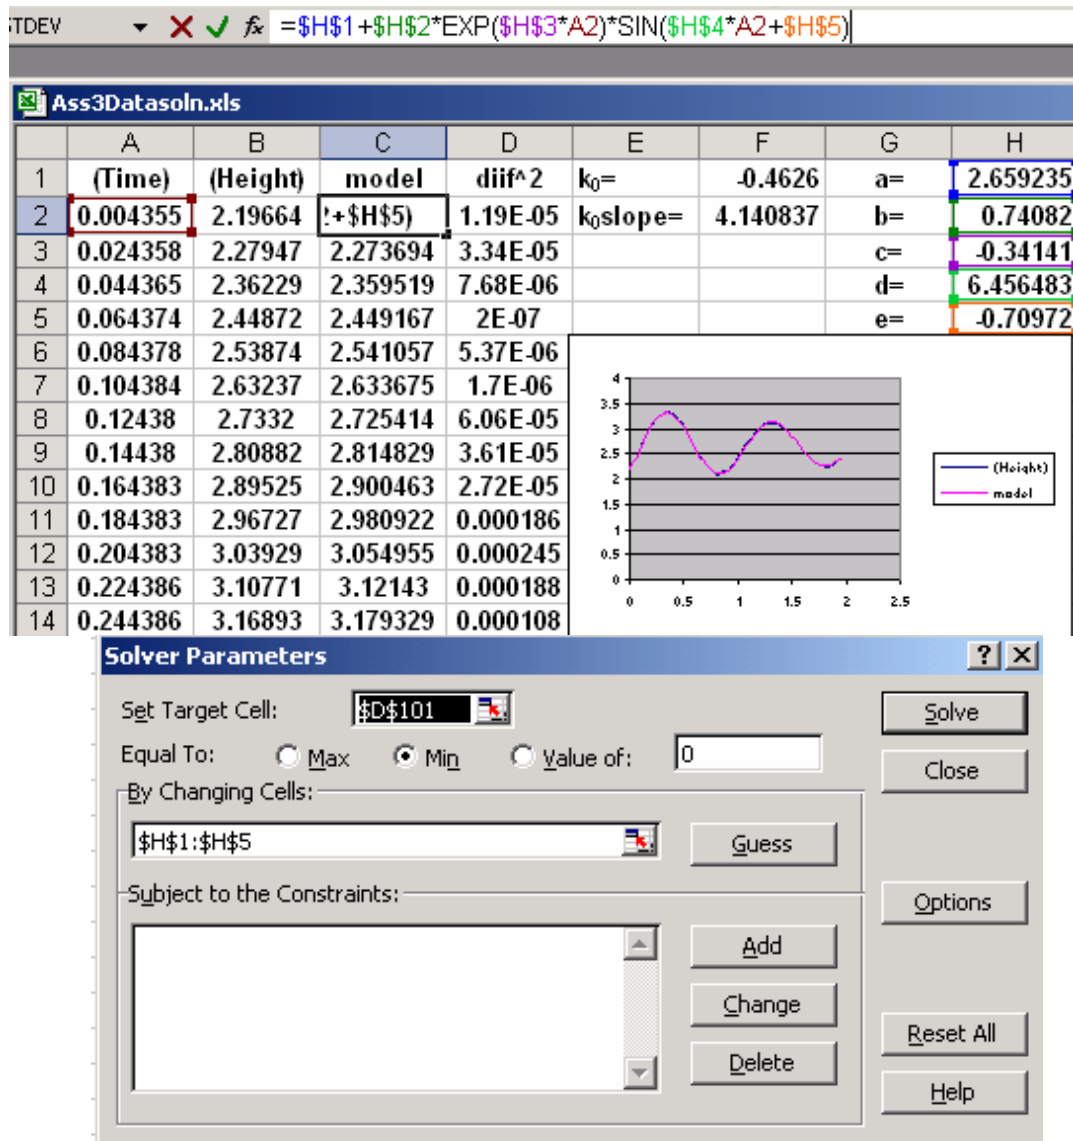 TDEV =$H$1+$H$2*EXP($H$3*A2)*SIN($H$4*A2+$H$5)
Ass3Datasoln.xls
A B C D E F G H
1 (Time) (Height) model diif^2 k₀= -0.4626 a= 2.659235
2 0.004355 2.19664 !+$H$5) 1.19E-05 k₀slope= 4.140837 b= 0.74082
3 0.024358 2.27947 2.273694 3.34E-05 c= -0.34141
4 0.044365 2.36229 2.359519 7.68E-06 d= 6.456483
5 0.064374 2.44872 2.449167 2E-07 e= -0.70972
6 0.084378 2.53874 2.541057 5.37E-06
7 0.104384 2.63237 2.633675 1.7E-06
8 0.12438 2.7332 2.725414 6.06E-05
9 0.14438 2.80882 2.814829 3.61E-05
10 0.164383 2.89525 2.900463 2.72E-05
11 0.184383 2.96727 2.980922 0.000186
12 0.204383 3.03929 3.054955 0.000245
13 0.224386 3.10771 3.12143 0.000188
14 0.244386 3.16893 3.179329 0.000108
4
3.5
3
2.5
2
1.5
1
0.5
0
0 0.5 1 1.5 2 2.5
(Height)
model
Solver Parameters ? X
Set Target Cell: $D$101 Solve
Equal To: Max Min Value of: 0 Close
By Changing Cells:
$H$1:$H$5 Guess
Subject to the Constraints: Options
Add
Change
Reset All
Delete
Help